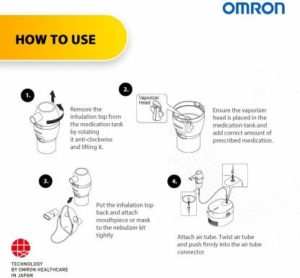 OMRON
HOW TO USE
1.
Remove the
inhalation top from
the medication tank
by rotating
it anti-clockwise
and lifting it.
2.
Vaporizer
Head
Ensure the vaporizer
head is placed in the
medication tank and
add correct amount of
prescribed medication.
3.
Put the inhalation top
back and attach
mouthpiece or mask
to the nebulizer kit
tightly
4.
Attach air tube. Twist air tube
and push firmly into the air tube
connector
TECHNOLOGY
BY OMRON HEALTHCARE
IN JAPAN